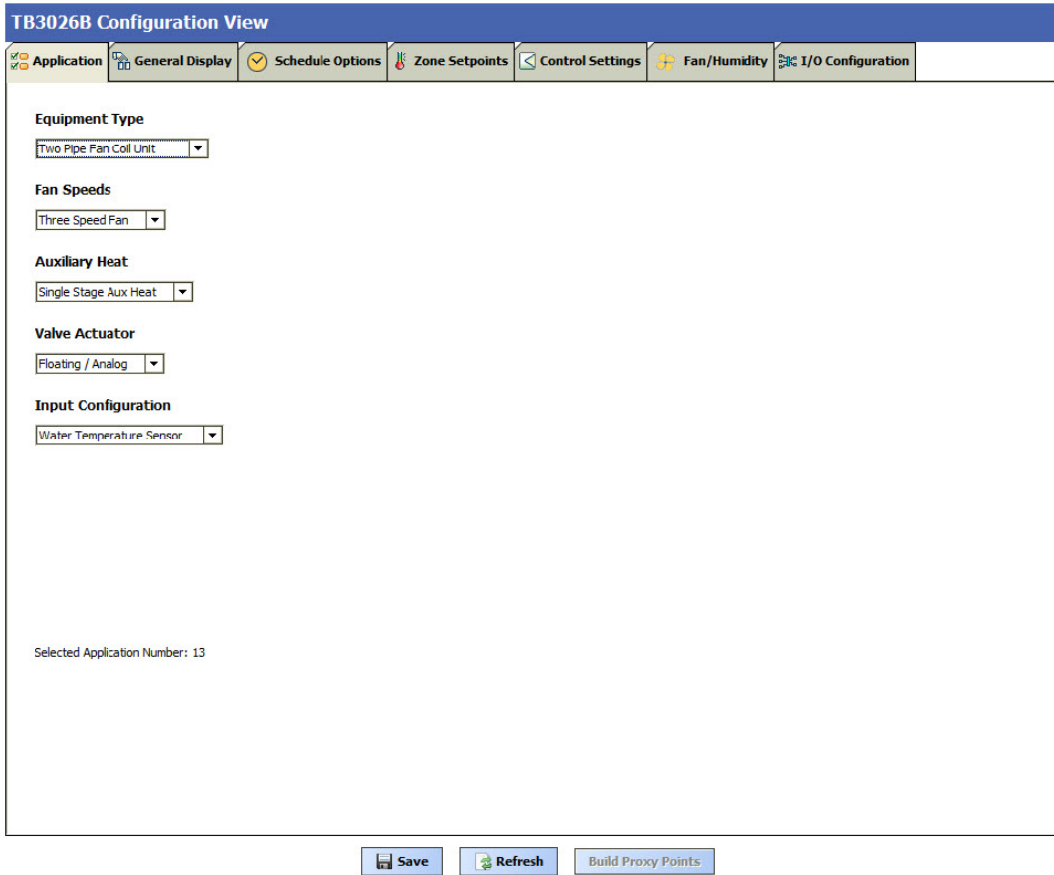 TB3026B Configuration View
Application General Display Schedule Options Zone Setpoints Control Settings Fan/Humidity I/O Configuration
Equipment Type
Two Pipe Fan Coil Unit
Fan Speeds
Three Speed Fan
Auxiliary Heat
Single Stage Aux Heat
Valve Actuator
Floating / Analog
Input Configuration
Water Temperature Sensor
Selected Application Number: 13
Save Refresh Build Proxy Points